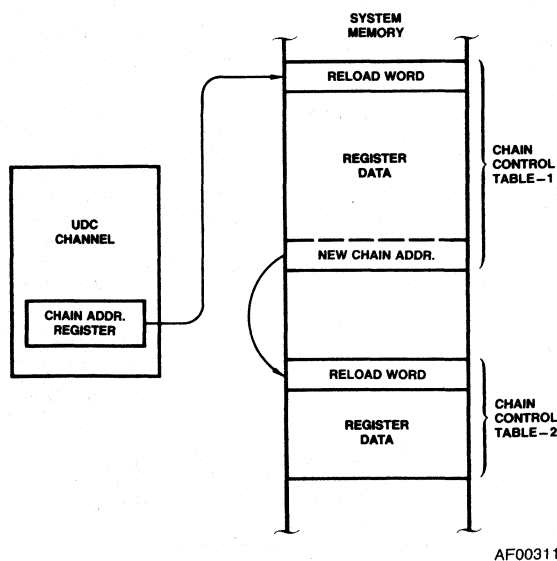 SYSTEM
MEMORY
RELOAD WORD
REGISTER
DATA
CHAIN
CONTROL
TABLE–1
UDC
CHANNEL
NEW CHAIN ADDR.
CHAIN ADDR.
REGISTER
RELOAD WORD
REGISTER
DATA
CHAIN
CONTROL
TABLE–2
AF00311